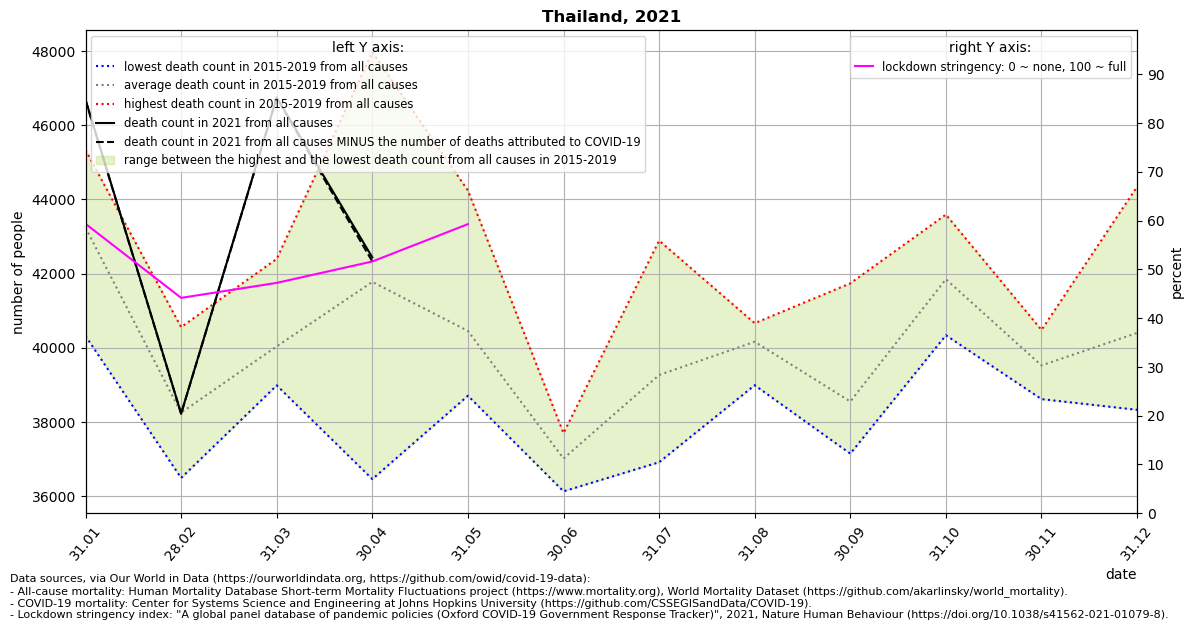 Thailand, 2021
left Y axis:
lowest death count in 2015-2019 from all causes
average death count in 2015-2019 from all causes
highest death count in 2015-2019 from all causes
death count in 2021 from all causes
death count in 2021 from all causes MINUS the number of deaths attributed to COVID-19
range between the highest and the lowest death count from all causes in 2015-2019
right Y axis:
lockdown stringency: 0 ~ none, 100 ~ full
number of people
48000
46000
44000
42000
40000
38000
36000
percent
90
80
70
60
50
40
30
20
10
0
31.01
28.02
31.03
30.04
31.05
30.06
31.07
31.08
30.09
31.10
30.11
31.12
date
Data sources, via Our World in Data (https://ourworldindata.org, https://github.com/owid/covid-19-data):
- All-cause mortality: Human Mortality Database Short-term Mortality Fluctuations project (https://www.mortality.org), World Mortality Dataset (https://github.com/akarlinsky/world_mortality).
- COVID-19 mortality: Center for Systems Science and Engineering at Johns Hopkins University (https://github.com/CSSEGISandData/COVID-19).
- Lockdown stringency index: "A global panel database of pandemic policies (Oxford COVID-19 Government Response Tracker)", 2021, Nature Human Behaviour (https://doi.org/10.1038/s41562-021-01079-8).